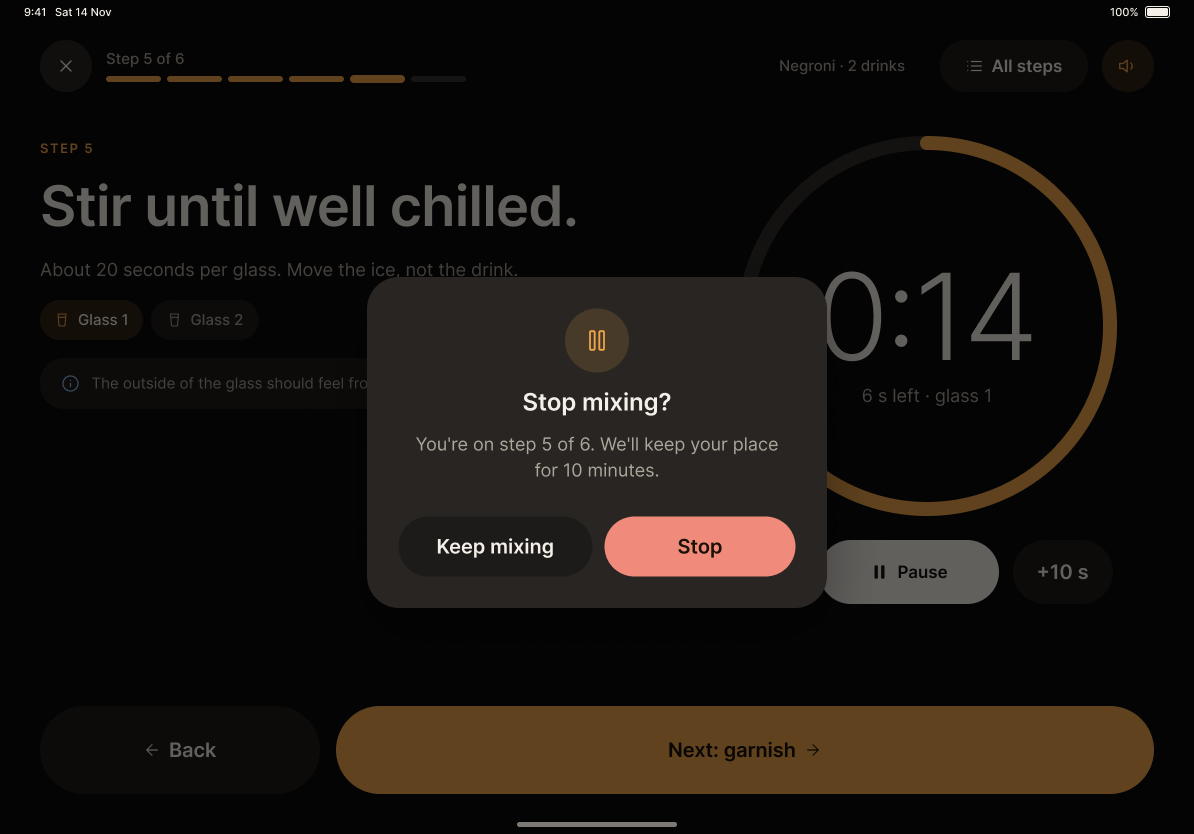 9:41 Sat 14 Nov
100%
Step 5 of 6
Negroni · 2 drinks
All steps
STEP 5
Stir until well chilled.
About 20 seconds per glass. Move the ice, not the drink.
Glass 1
Glass 2
The outside of the glass should feel
0:14
6 s left · glass 1
Stop mixing?
You're on step 5 of 6. We'll keep your place
for 10 minutes.
Keep mixing
Stop
Pause
+10 s
Back
Next: garnish